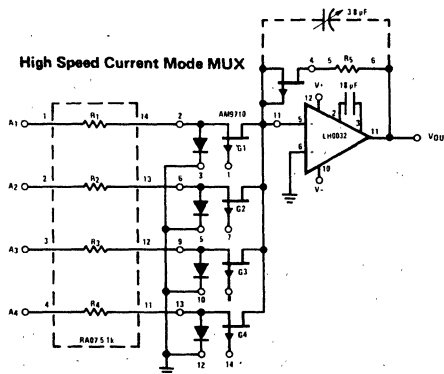 3.8 µF
High Speed Current Mode MUX
4 5 R5 6
V+
18 µF
AM9710
12 2 3
A1 1 R1 14 2 11 5 LH0032 11 VOU
G1
3 1 6
10
A2 2 R2 13 6 V-
G2
5 7
A3 3 R3 12 9
G3
10
A4 4 R4 11 13
G4
RA07 5 1k
12 14